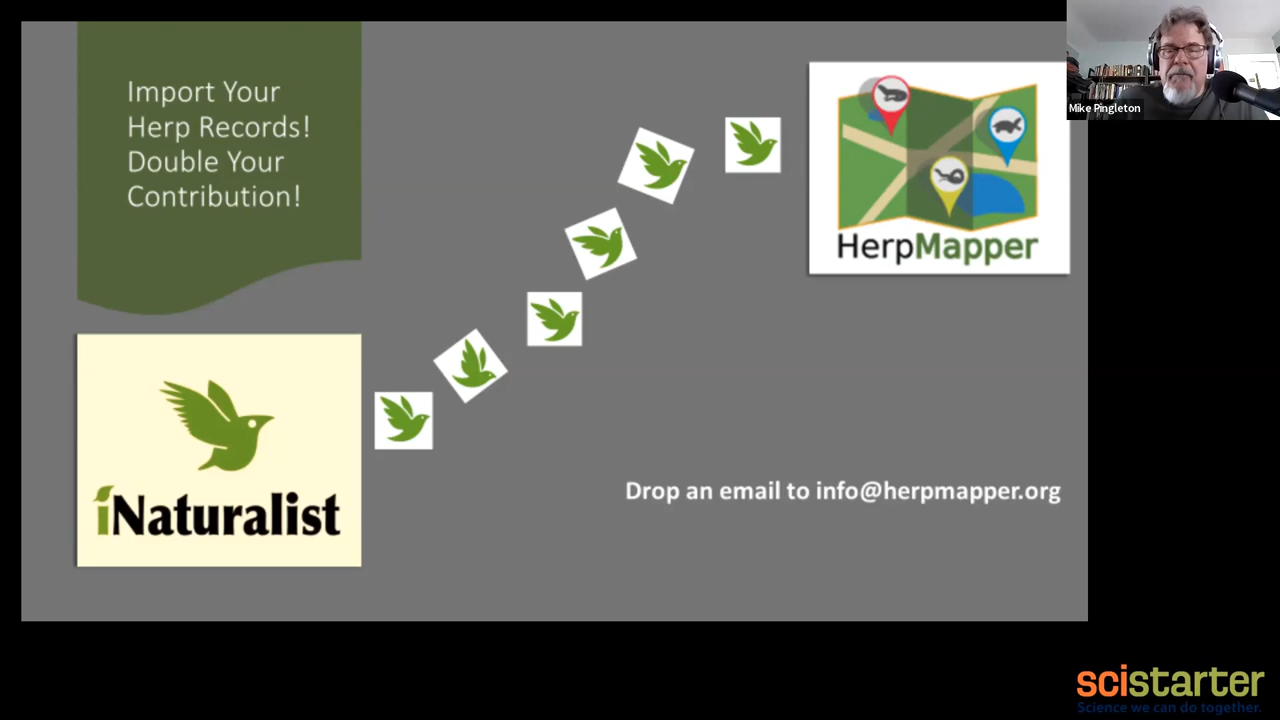 Import Your
Herp Records!
Double Your
Contribution!
HerpMapper
Mike Pingleton
iNaturalist
Drop an email to info@herpmapper.org
scistarter
Science we can do together.